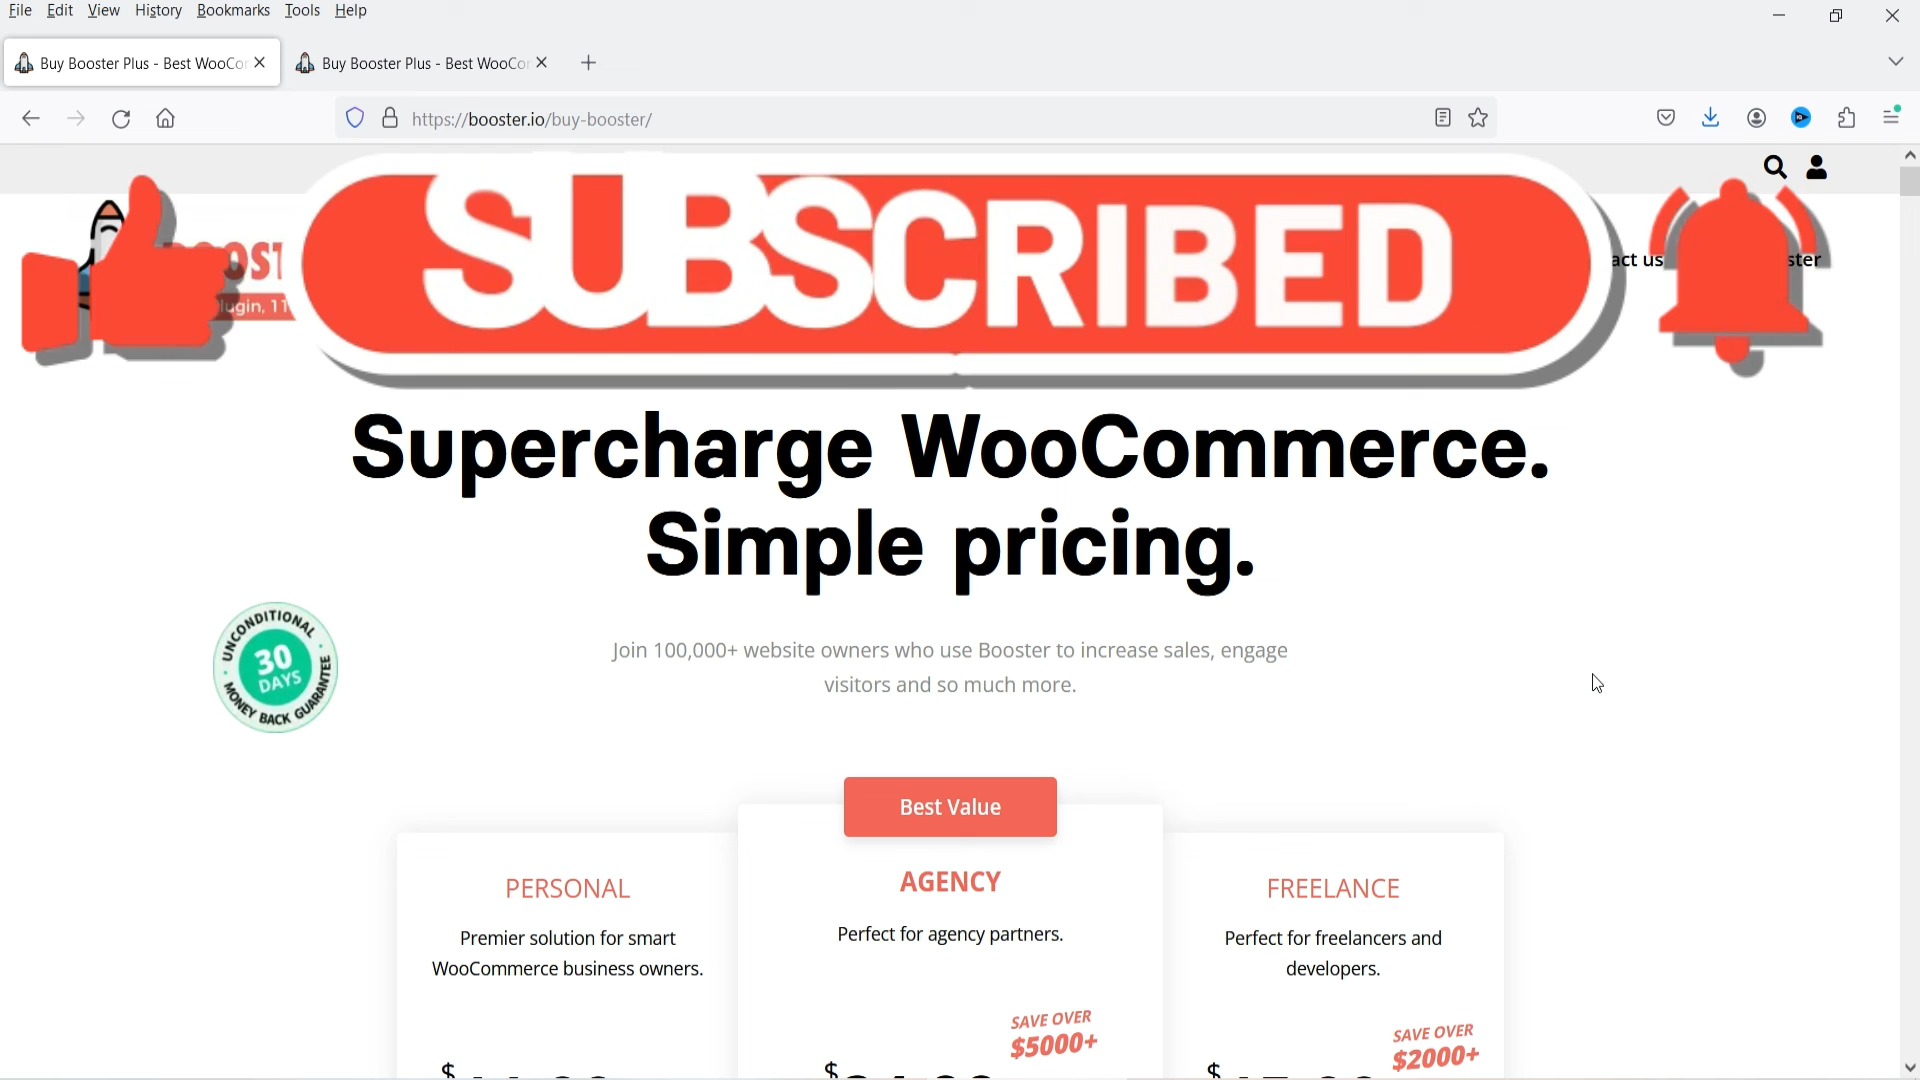 File Edit View History Bookmarks Tools Help
Buy Booster Plus - Best WooCor
Buy Booster Plus - Best WooCo
https://booster.io/buy-booster/
SUBSCRIBED
act us
ster
lugin, 11
Supercharge WooCommerce.
Simple pricing.
UNCONDITIONAL
30
DAYS
MONEY BACK GUARANTEE
Join 100,000+ website owners who use Booster to increase sales, engage
visitors and so much more.
Best Value
PERSONAL
Premier solution for smart
WooCommerce business owners.
$
AGENCY
Perfect for agency partners.
SAVE OVER
$5000+
$
FREELANCE
Perfect for freelancers and
developers.
SAVE OVER
$2000+
$